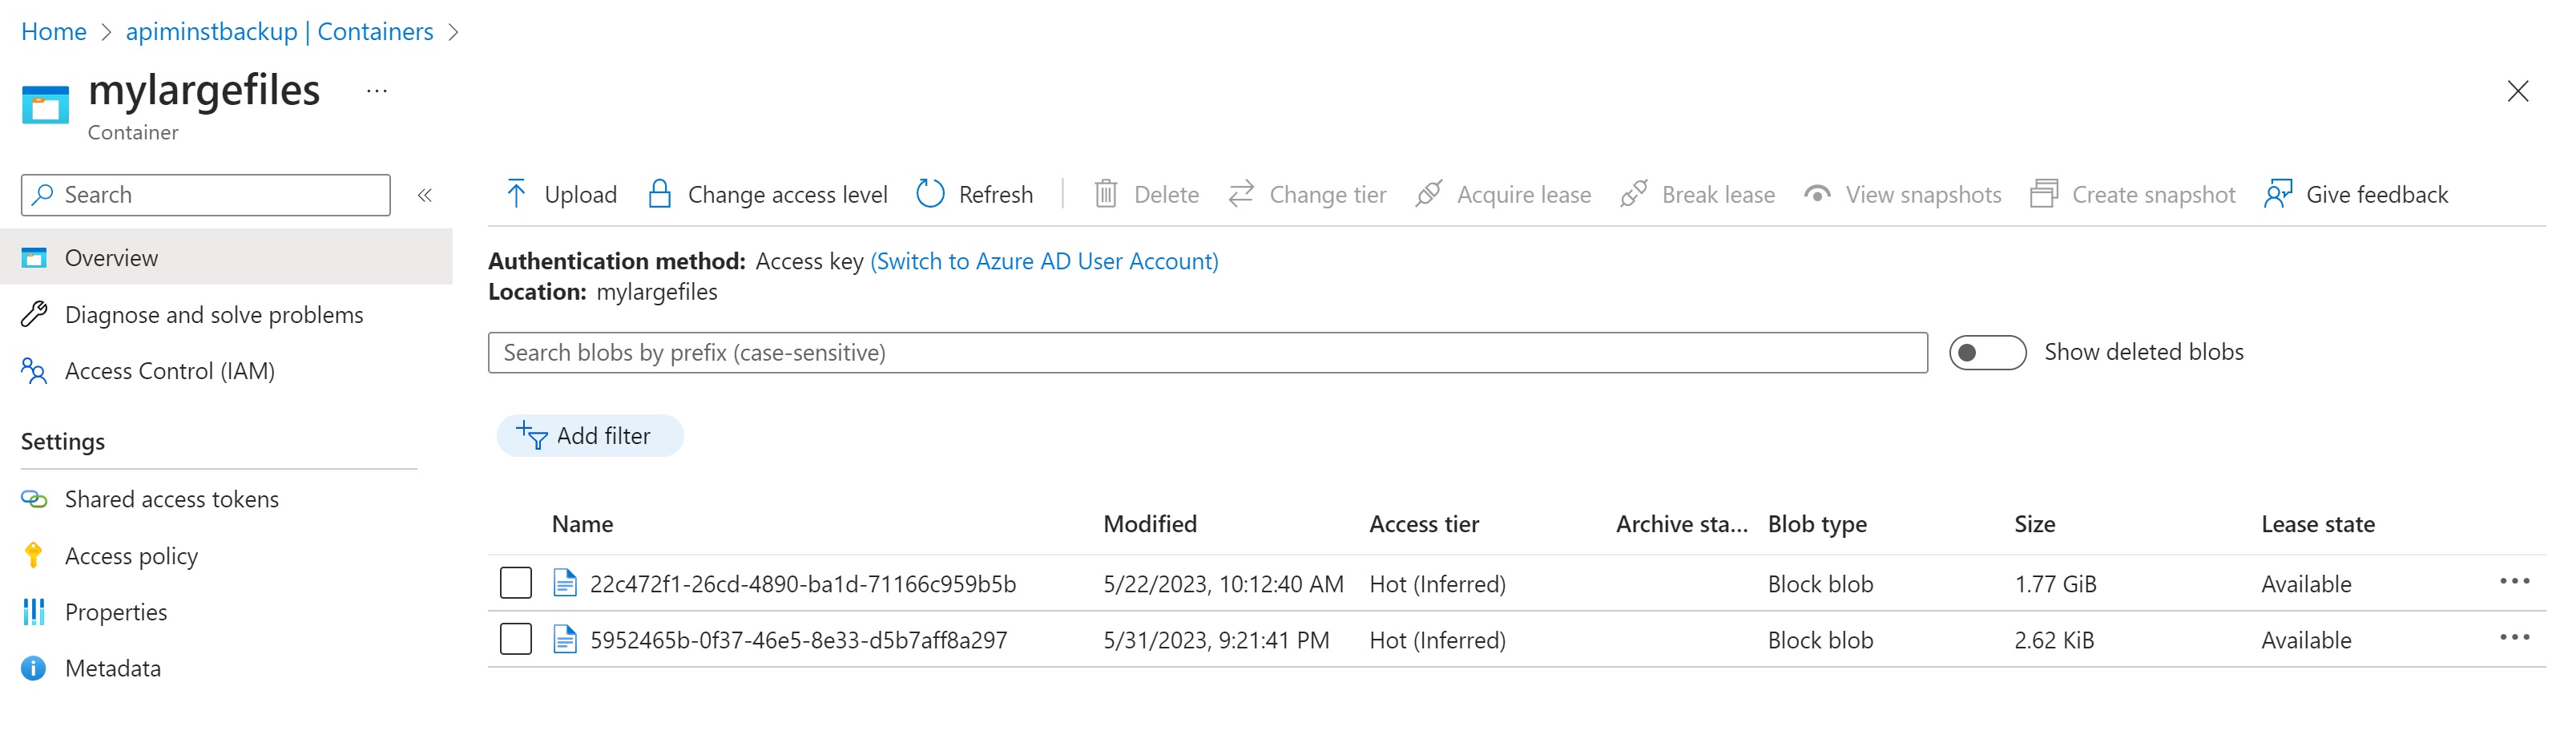 Home > apiminstbackup | Containers >
mylargefiles ...
Container
Search «
Upload Change access level Refresh Delete Change tier Acquire lease Break lease View snapshots Create snapshot Give feedback
Overview
Diagnose and solve problems
Access Control (IAM)
Settings
Shared access tokens
Access policy
Properties
Metadata
Authentication method: Access key (Switch to Azure AD User Account)
Location: mylargefiles
Search blobs by prefix (case-sensitive) Show deleted blobs
Add filter
Name Modified Access tier Archive sta... Blob type Size Lease state
22c472f1-26cd-4890-ba1d-71166c959b5b 5/22/2023, 10:12:40 AM Hot (Inferred) Block blob 1.77 GiB Available ...
5952465b-0f37-46e5-8e33-d5b7aff8a297 5/31/2023, 9:21:41 PM Hot (Inferred) Block blob 2.62 KiB Available ...